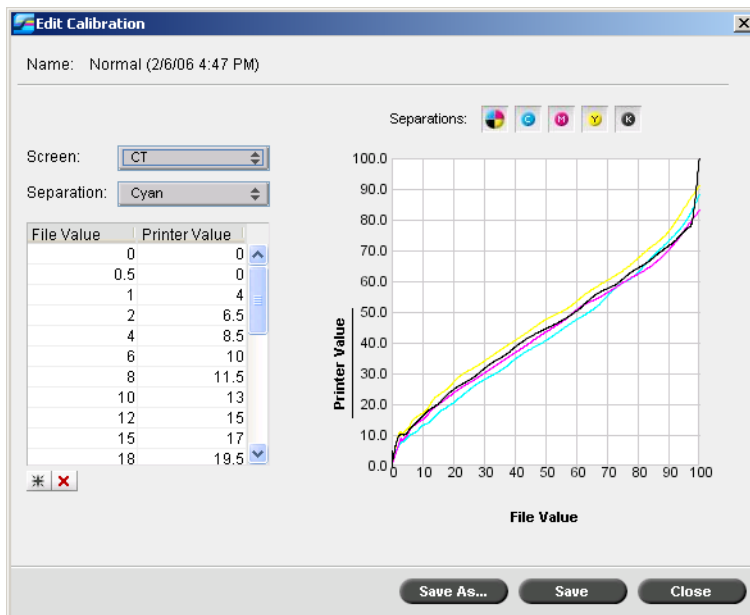 Edit Calibration
Name: Normal (2/6/06 4:47 PM)
Separations: C M Y K
Screen: CT
Separation: Cyan
File Value Printer Value
0 0
0.5 0
1 4
2 6.5
4 8.5
6 10
8 11.5
10 13
12 15
15 17
18 19.5
100.0
90.0
80.0
70.0
60.0
50.0
40.0
30.0
20.0
10.0
0.0
Printer Value
0 10 20 30 40 50 60 70 80 90 100
File Value
Save As... Save Close